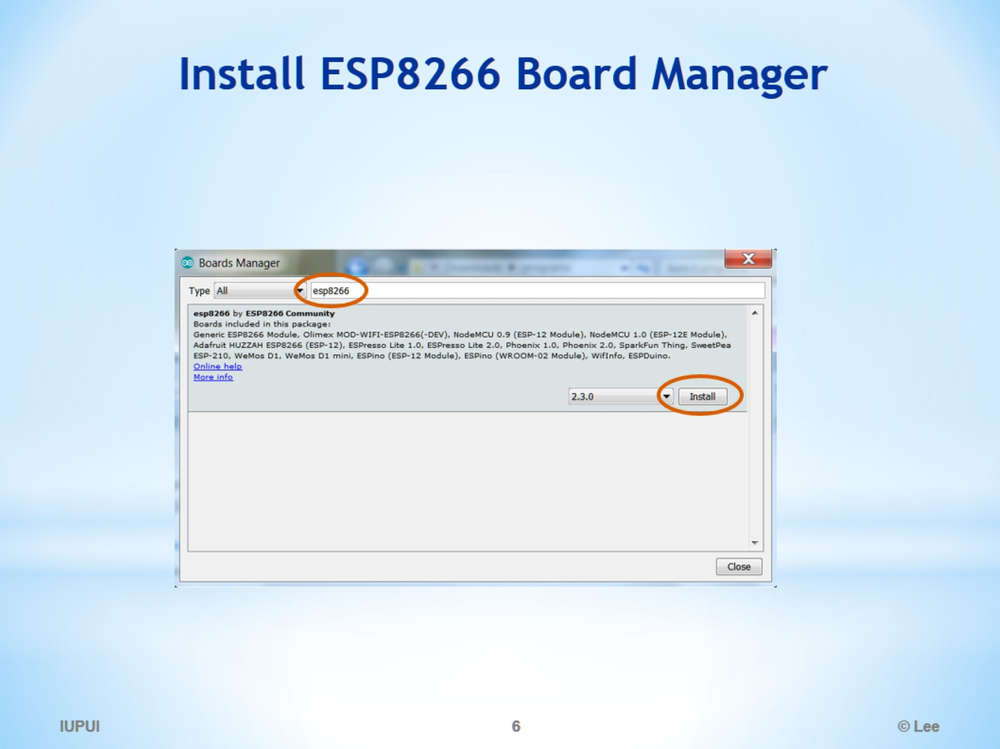 Install ESP8266 Board Manager
Boards Manager
Type All esp8266
esp8266 by ESP8266 Community
Boards included in this package:
Generic ESP8266 Module, Olimex MOD-WIFI-ESP8266(-DEV), NodeMCU 0.9 (ESP-12 Module), NodeMCU 1.0 (ESP-12E Module),
Adafruit HUZZAH ESP8266 (ESP-12), ESPresso Lite 1.0, ESPresso Lite 2.0, Phoenix 1.0, Phoenix 2.0, SparkFun Thing, SweetPea
ESP-210, WeMos D1, WeMos D1 mini, ESPino (ESP-12 Module), ESPino (WROOM-02 Module), WifInfo, ESPDuino.
Online help
More info
2.3.0 Install
Close
IUPUI 6 © Lee